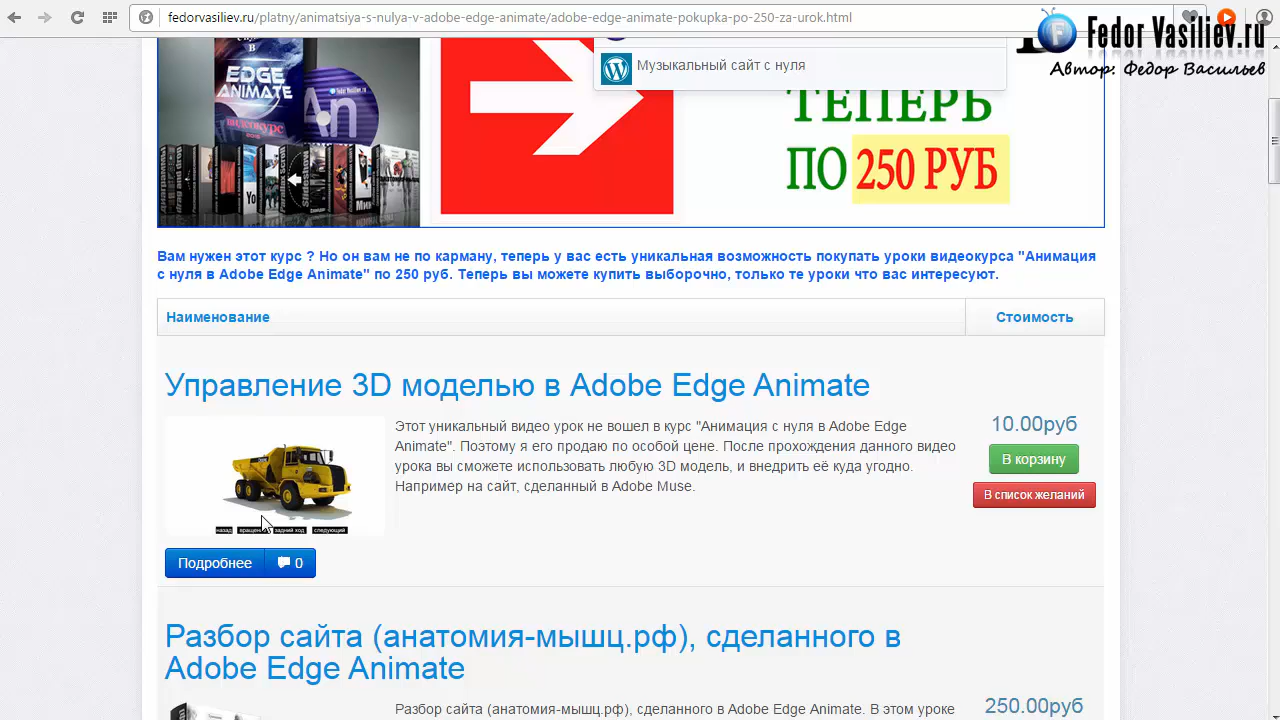 fedorvasiliev.ru/platny/animatsiya-s-nulya-v-adobe-edge-animate/adobe-edge-animate-pokupka-po-250-za-urok.html
Fedor Vasiliev.ru
Автор: Федор Васильев
Музыкальный сайт с нуля
в
EDGE
ANIMATE
видеокурс
An
ТЕПЕРЬ
ПО 250 РУБ
Вам нужен этот курс ? Но он вам не по карману, теперь у вас есть уникальная возможность покупать уроки видеокурса "Анимация
с нуля в Adobe Edge Animate" по 250 руб. Теперь вы можете купить выборочно, только те уроки что вас интересуют.
Наименование
Стоимость
Управление 3D моделью в Adobe Edge Animate
Этот уникальный видео урок не вошел в курс "Анимация с нуля в Adobe Edge
Animate". Поэтому я его продаю по особой цене. После прохождения данного видео
урока вы сможете использовать любую 3D модель, и внедрить её куда угодно.
Например на сайт, сделанный в Adobe Muse.
10.00руб
В корзину
В список желаний
назад
задний ход
следующий
Подробнее
0
Разбор сайта (анатомия-мышц.рф), сделанного в
Adobe Edge Animate
Разбор сайта (анатомия-мышц.рф), сделанного в Adobe Edge Animate. В этом уроке
250.00руб